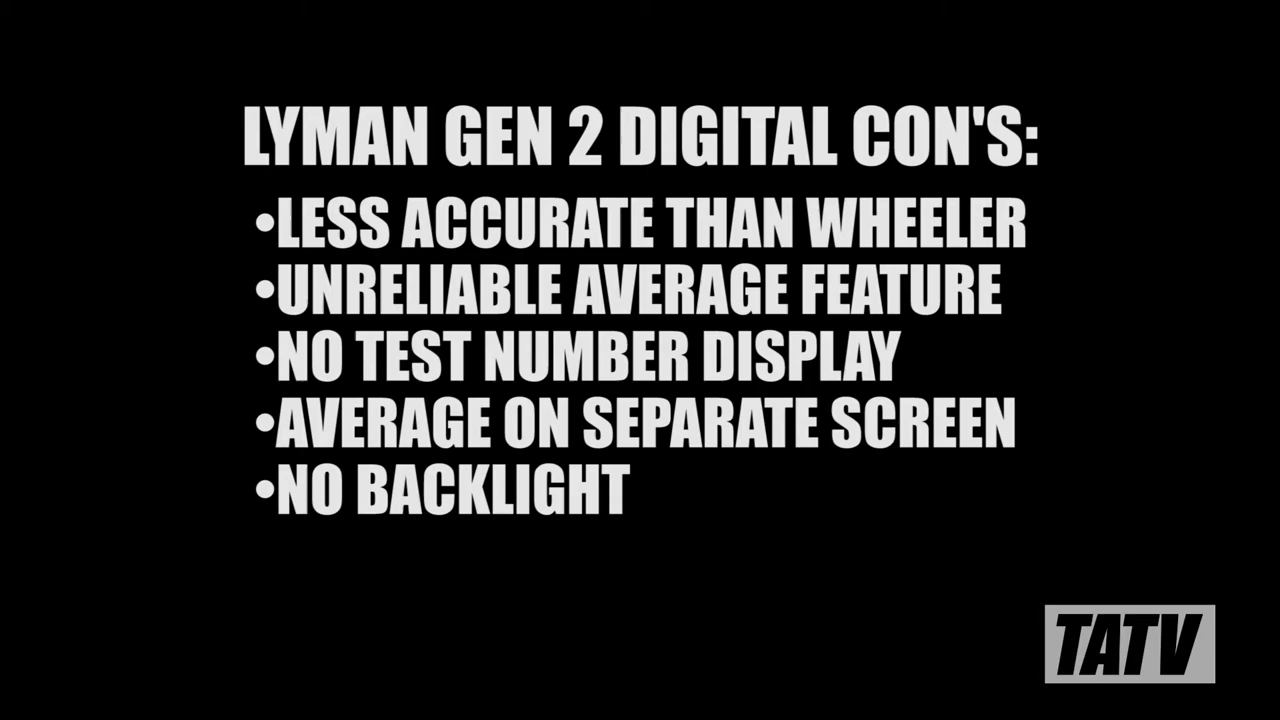 LYMAN GEN 2 DIGITAL CON'S:
•LESS ACCURATE THAN WHEELER
•UNRELIABLE AVERAGE FEATURE
•NO TEST NUMBER DISPLAY
•AVERAGE ON SEPARATE SCREEN
•NO BACKLIGHT
TATV